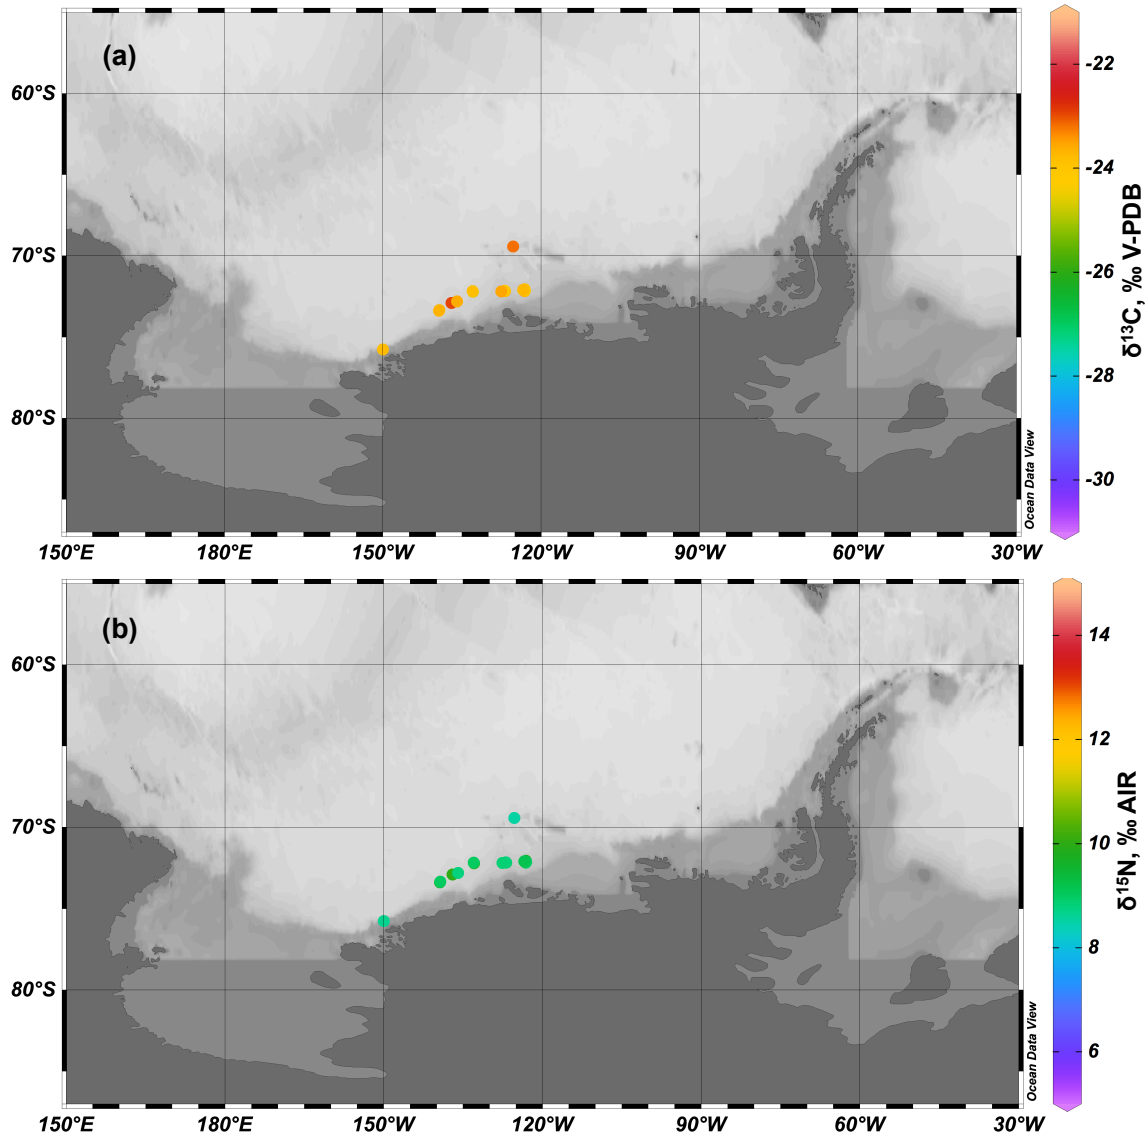 (a)
60°S
70°S
80°S
150°E 180°E 150°W 120°W 90°W 60°W 30°W
Ocean Data View
-22
-24
-26
-28
-30
δ¹³C, ‰ V-PDB
(b)
60°S
70°S
80°S
150°E 180°E 150°W 120°W 90°W 60°W 30°W
Ocean Data View
14
12
10
8
6
δ¹⁵N, ‰ AIR